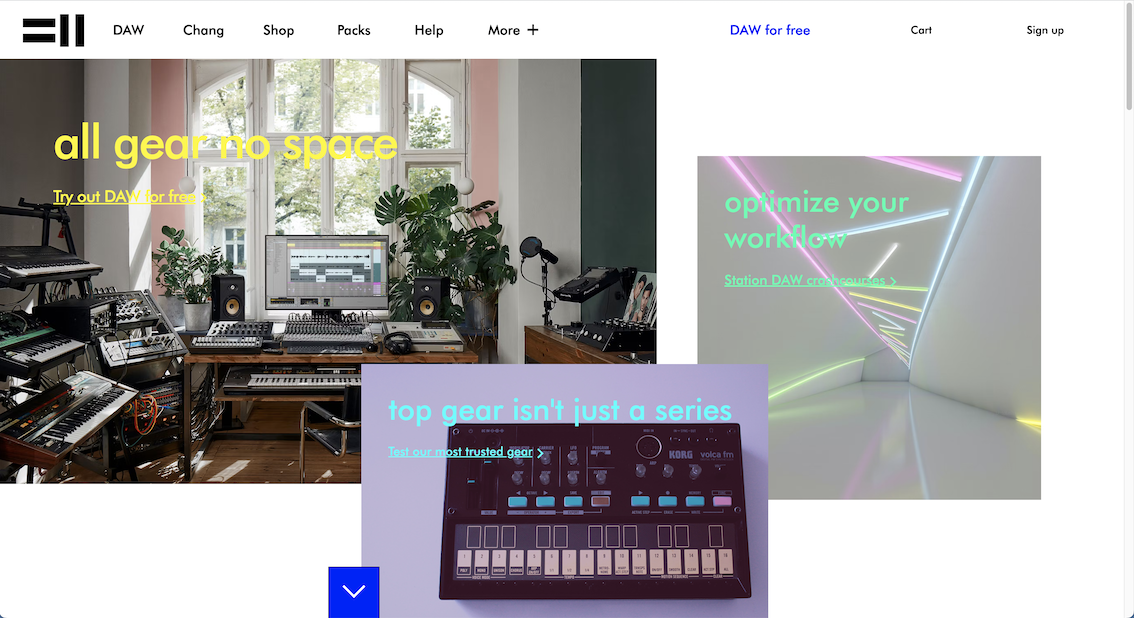 DAW Chang Shop Packs Help More + DAW for free Cart Sign up
all gear no space
Try out DAW for free >
optimize your
workflow
Station DAW crashcourses >
top gear isn't just a series
Test our most trusted gear >
KORG volca fm